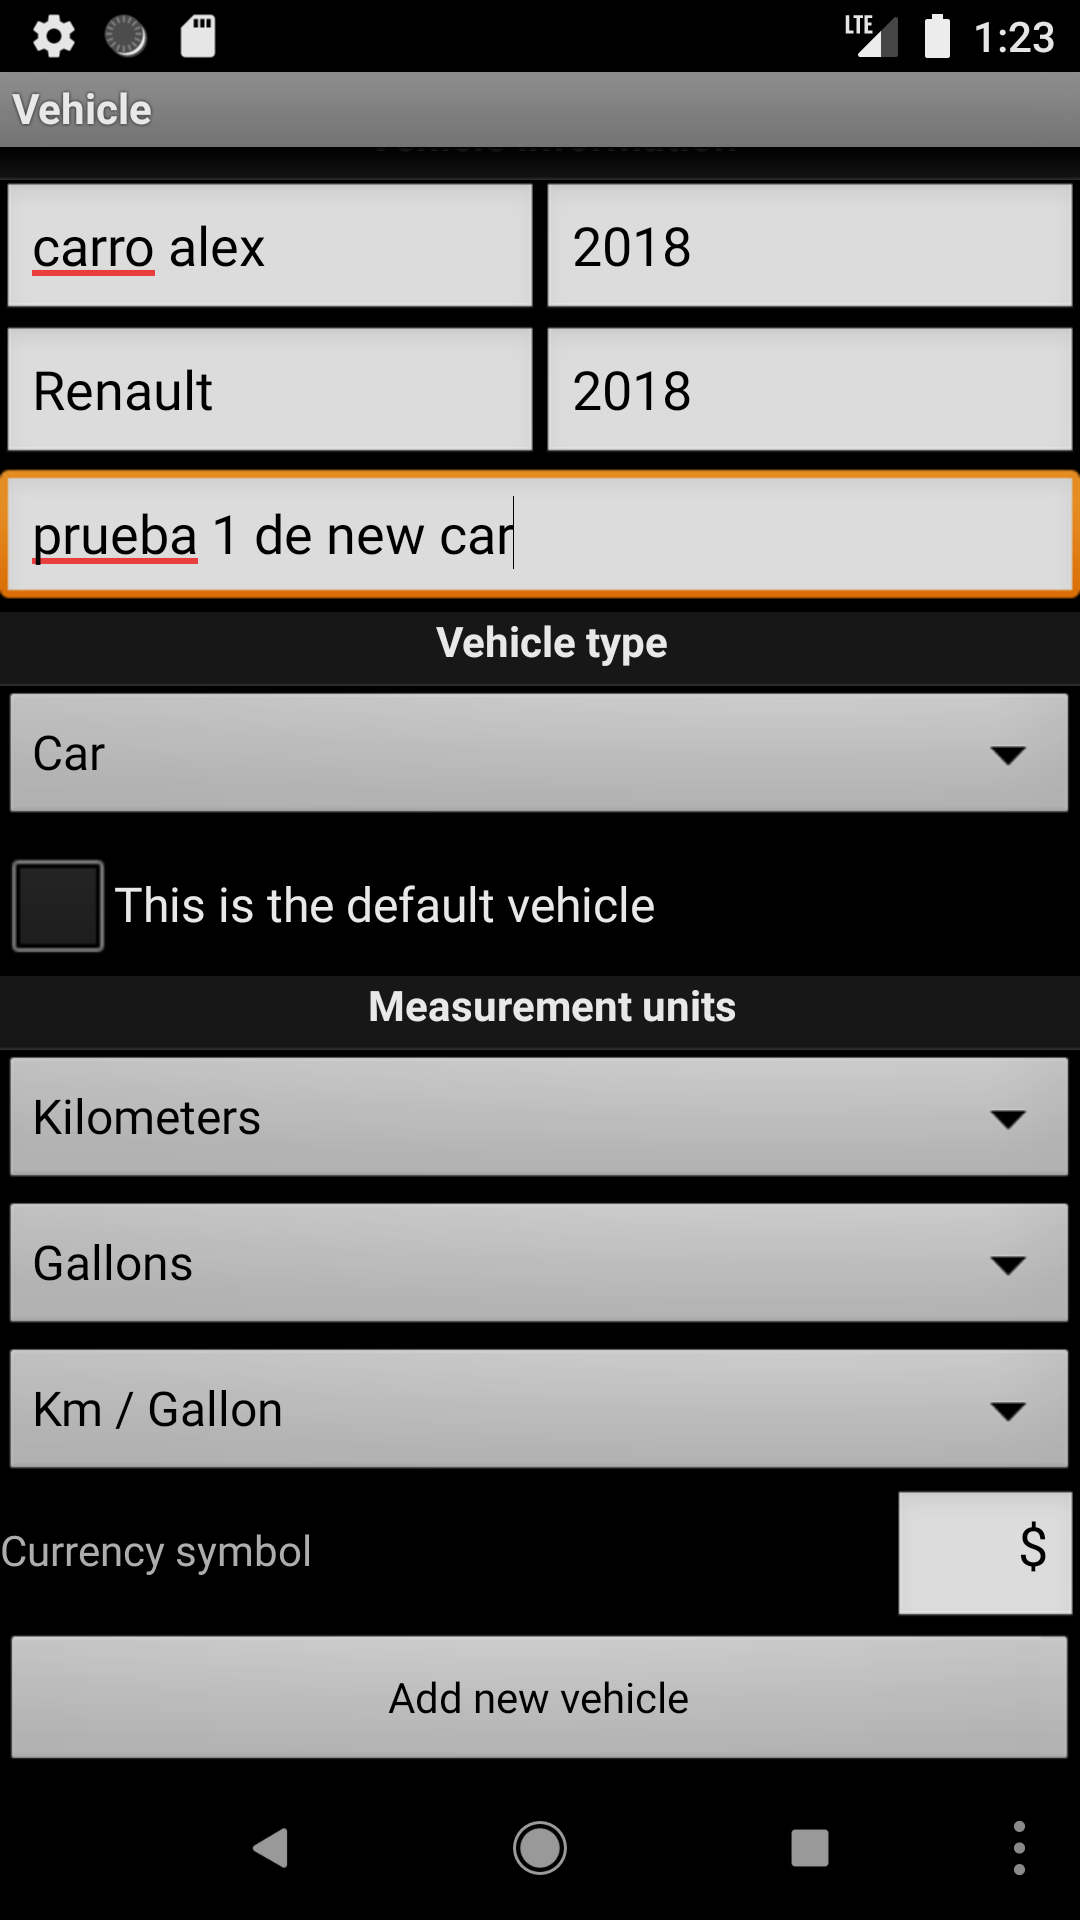 LTE 1:23
Vehicle
carro alex 2018
Renault 2018
prueba 1 de new car
Vehicle type
Car
This is the default vehicle
Measurement units
Kilometers
Gallons
Km / Gallon
Currency symbol $
Add new vehicle